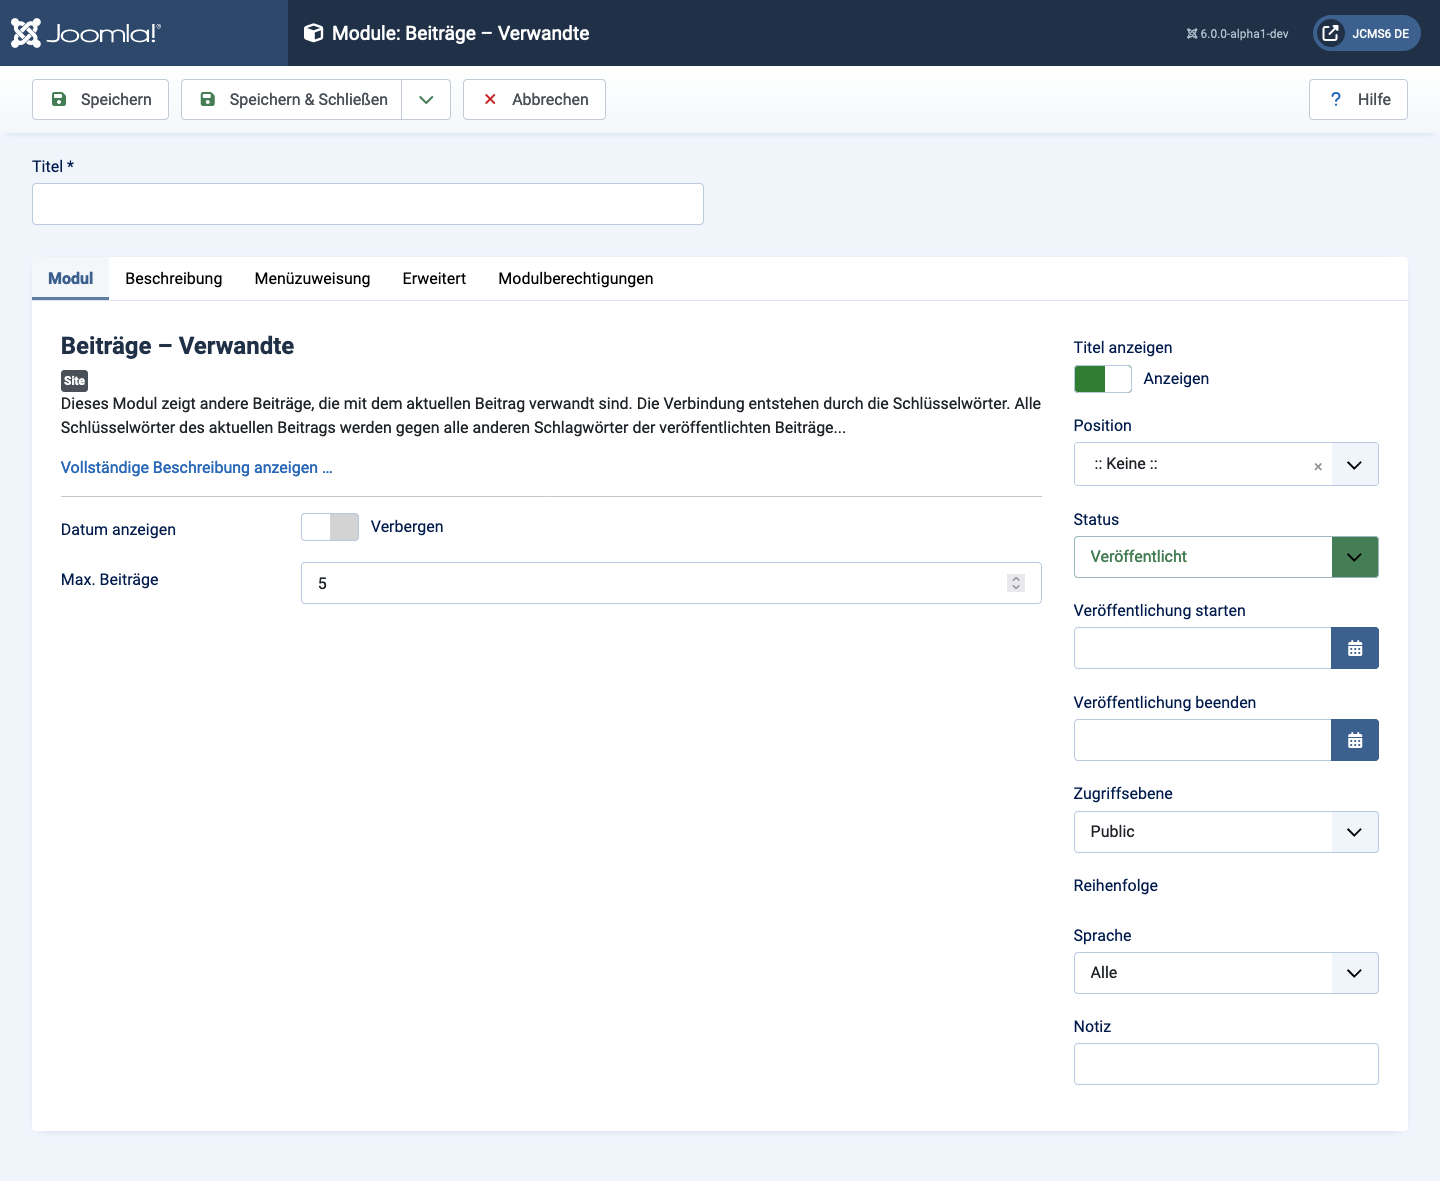 Joomla!®
Module: Beiträge – Verwandte
6.0.0-alpha1-dev
JCMS6 DE
Speichern
Speichern & Schließen
Abbrechen
? Hilfe
Titel *
Modul
Beschreibung
Menüzuweisung
Erweitert
Modulberechtigungen
Beiträge – Verwandte
Site
Dieses Modul zeigt andere Beiträge, die mit dem aktuellen Beitrag verwandt sind. Die Verbindung entstehen durch die Schlüsselwörter. Alle
Schlüsselwörter des aktuellen Beitrags werden gegen alle anderen Schlagwörter der veröffentlichten Beiträge...
Vollständige Beschreibung anzeigen ...
Datum anzeigen
Verbergen
Max. Beiträge
5
Titel anzeigen
Anzeigen
Position
:: Keine ::
×
Status
Veröffentlicht
Veröffentlichung starten
Veröffentlichung beenden
Zugriffsebene
Public
Reihenfolge
Sprache
Alle
Notiz